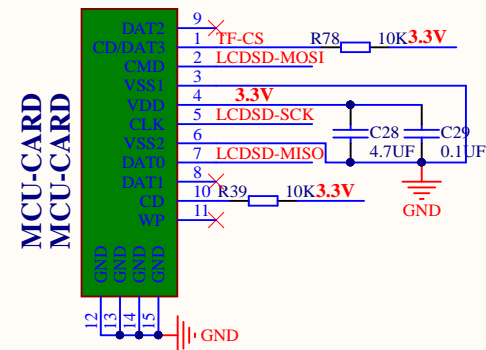 MCU-CARD
MCU-CARD
DAT2 9
CD/DAT3 1 TF-CS R78 10K 3.3V
CMD 2 LCDSD-MOSI
VSS1 3
VDD 4 3.3V
CLK 5 LCDSD-SCK
VSS2 6
C28 4.7UF
C29 0.1UF
DAT0 7 LCDSD-MISO
DAT1 8
CD 10 R39 10K 3.3V
WP 11
GND
GND GND GND GND
12 13 14 15
GND